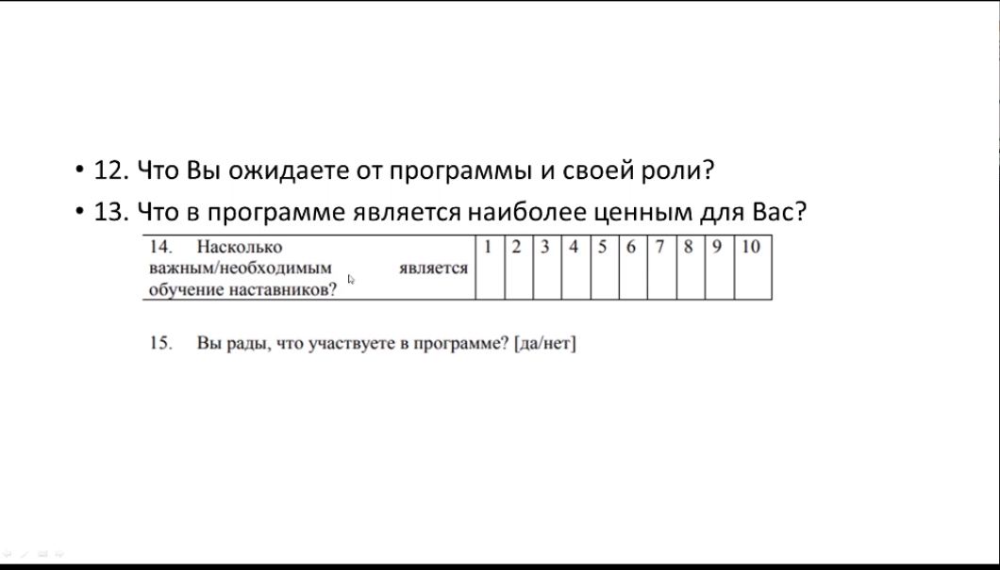 • 12. Что Вы ожидаете от программы и своей роли?
• 13. Что в программе является наиболее ценным для Вас?
14. Насколько 1 2 3 4 5 6 7 8 9 10
важным/необходимым является
обучение наставников?
15. Вы рады, что участвуете в программе? [да/нет]